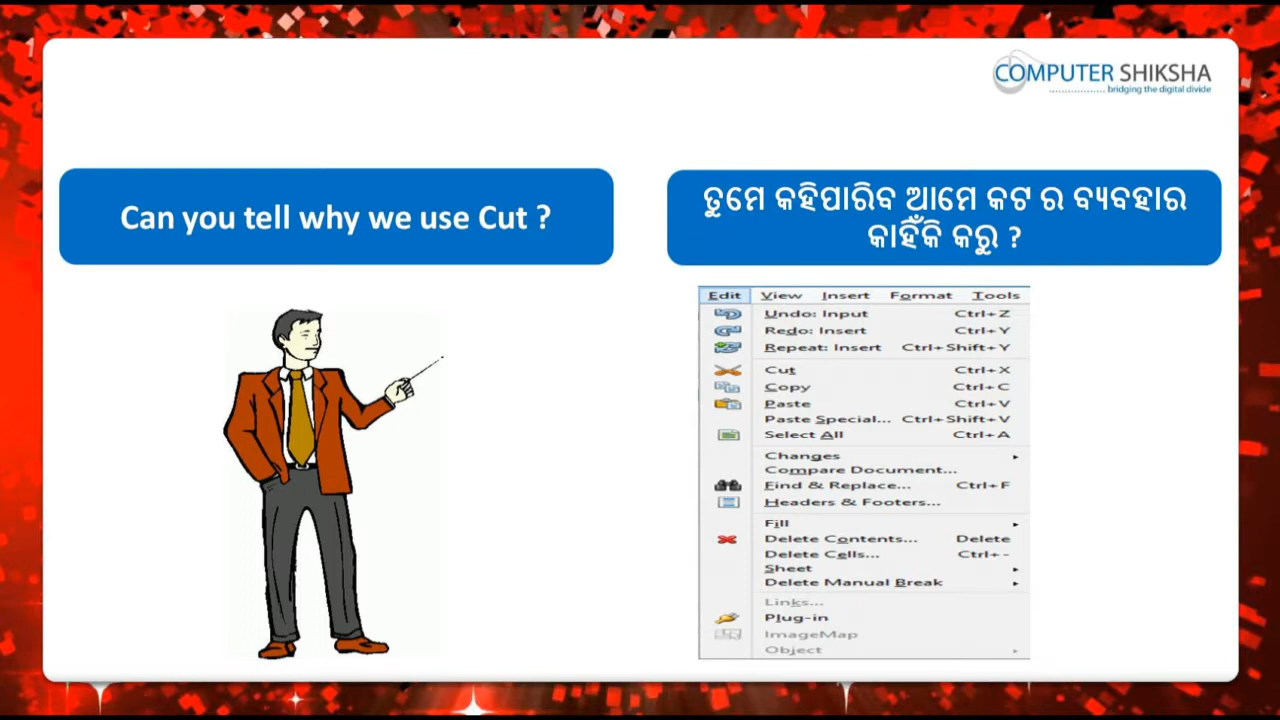 COMPUTER SHIKSHA
bridging the digital divide
Can you tell why we use Cut ?
ତୁମେ କହିପାରିବ ଆମେ କଟ ର ବ୍ୟବହାର
କାହିଁକି କରୁ ?
Edit View Insert Format Tools
Undo: Input Ctrl+Z
Redo: Insert Ctrl+Y
Repeat: Insert Ctrl+Shift+Y
Cut Ctrl+X
Copy Ctrl+C
Paste Ctrl+V
Paste Special... Ctrl+Shift+V
Select All Ctrl+A
Changes
Compare Document...
Find & Replace... Ctrl+F
Headers & Footers...
Fill
Delete Contents... Delete
Delete Cells... Ctrl+-
Sheet
Delete Manual Break
Links...
Plug-in
ImageMap
Object